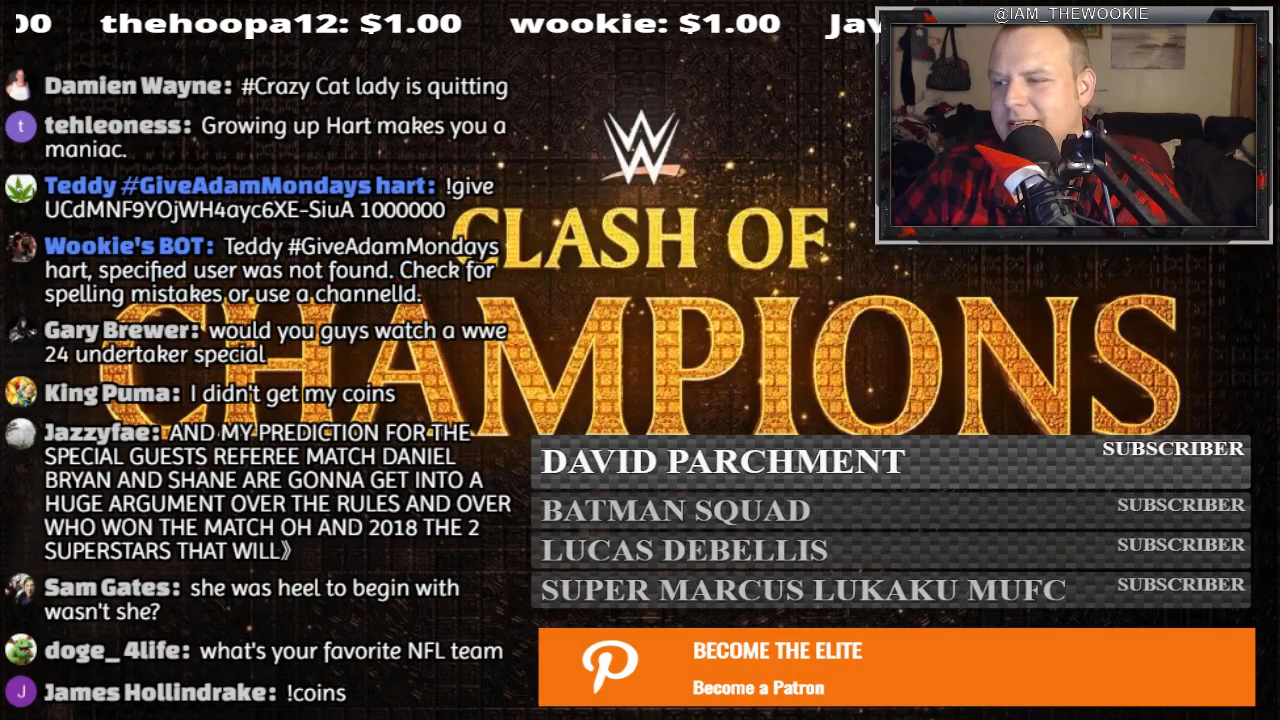 00 thehoopa12: $1.00 wookie: $1.00
@IAM_THEWOOKIE
Damien Wayne: #Crazy Cat lady is quitting
t
tehleoness: Growing up Hart makes you a
maniac.
Teddy #GiveAdamMondays hart: !give
UCdMNF9YOjWH4ayc6XE-SiuA 1000000
Wookie's BOT: Teddy #GiveAdamMondays
hart, specified user was not found. Check for
spelling mistakes or use a channelId.
Gary Brewer: would you guys watch a wwe
24 undertaker special
King Puma: I didn't get my coins
Jazzyfae: AND MY PREDICTION FOR THE
SPECIAL GUESTS REFEREE MATCH DANIEL
BRYAN AND SHANE ARE GONNA GET INTO A
HUGE ARGUMENT OVER THE RULES AND OVER
WHO WON THE MATCH OH AND 2018 THE 2
SUPERSTARS THAT WILL》
Sam Gates: she was heel to begin with
wasn't she?
doge_4life: what's your favorite NFL team
J
James Hollindrake: !coins
W
CLASH OF
CHAMPIONS
DAVID PARCHMENT SUBSCRIBER
BATMAN SQUAD SUBSCRIBER
LUCAS DEBELLIS SUBSCRIBER
SUPER MARCUS LUKAKU MUFC SUBSCRIBER
BECOME THE ELITE
Become a Patron